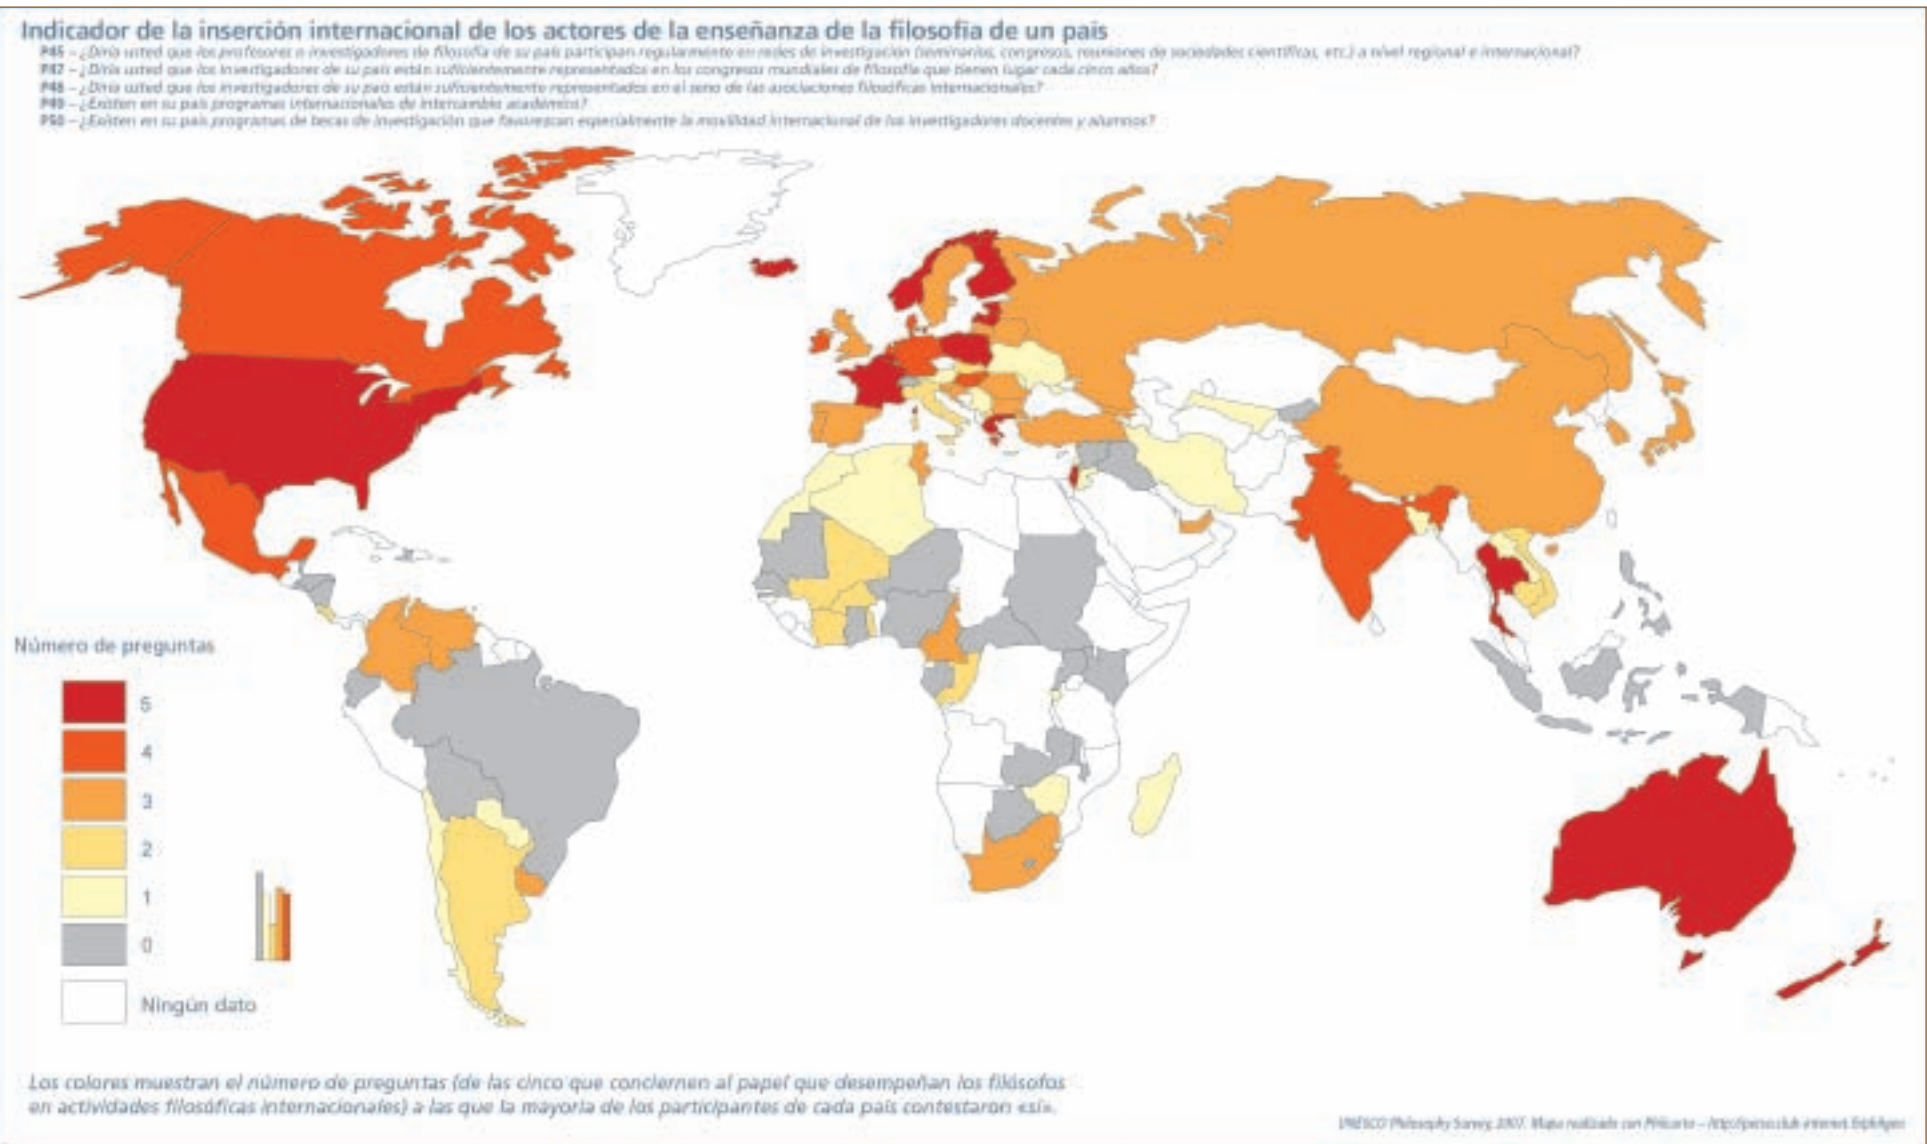 Indicador de la inserción internacional de los actores de la enseñanza de la filosofía de un país
P45 – ¿Diría usted que los profesores o investigadores de filosofía de su país participan regularmente en redes de investigación (seminarios, congresos, reuniones de sociedades científicas, etc.) a nivel regional e internacional?
P47 – ¿Diría usted que los investigadores de su país están suficientemente representados en los congresos mundiales de filosofía que tienen lugar cada cinco años?
P48 – ¿Diría usted que los investigadores de su país están suficientemente representados en el seno de las asociaciones filosóficas internacionales?
P49 – ¿Existen en su país programas internacionales de intercambio académico?
P50 – ¿Existen en su país programas de becas de investigación que favorezcan especialmente la movilidad internacional de los investigadores docentes y alumnos?
Número de preguntas
5
4
3
2
1
0
Ningún dato
Los colores muestran el número de preguntas (de las cinco que conciernen al papel que desempeñan los filósofos
en actividades filosóficas internacionales) a las que la mayoría de los participantes de cada país contestaron «sí».
UNESCO Philosophy Survey, 2007. Mapa realizado con Philcarto –